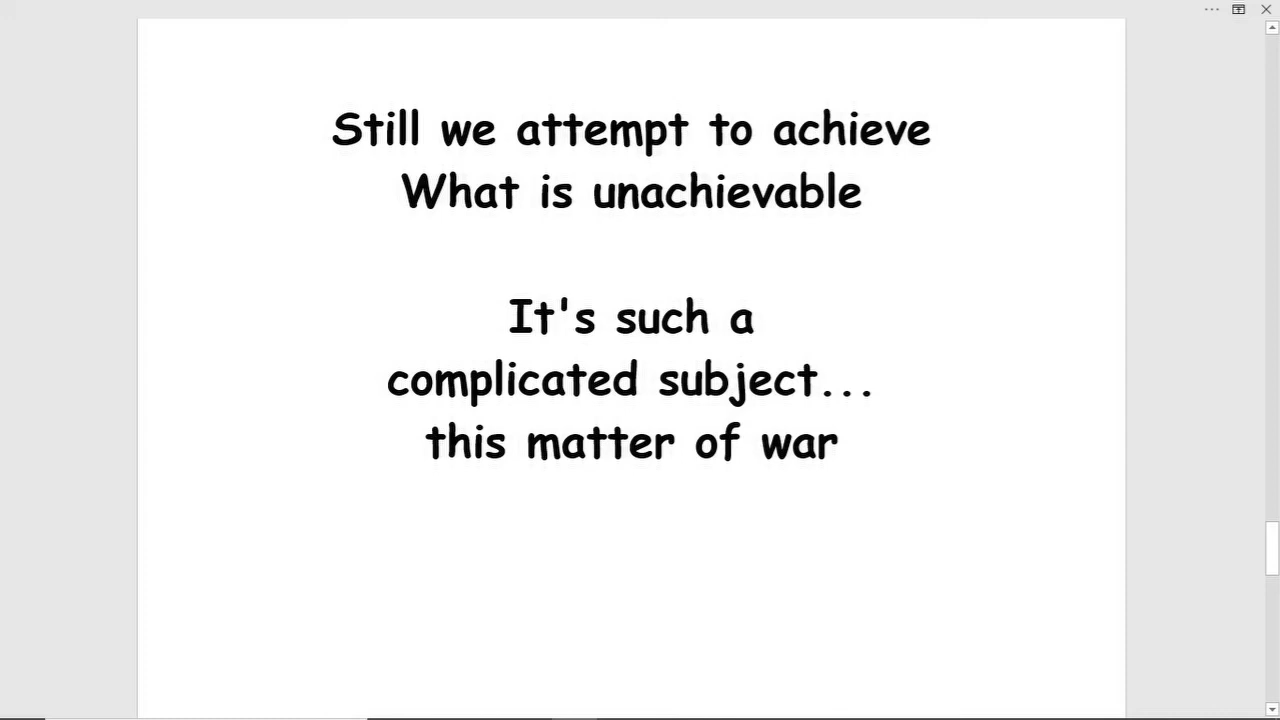 Still we attempt to achieve
What is unachievable
It's such a
complicated subject...
this matter of war